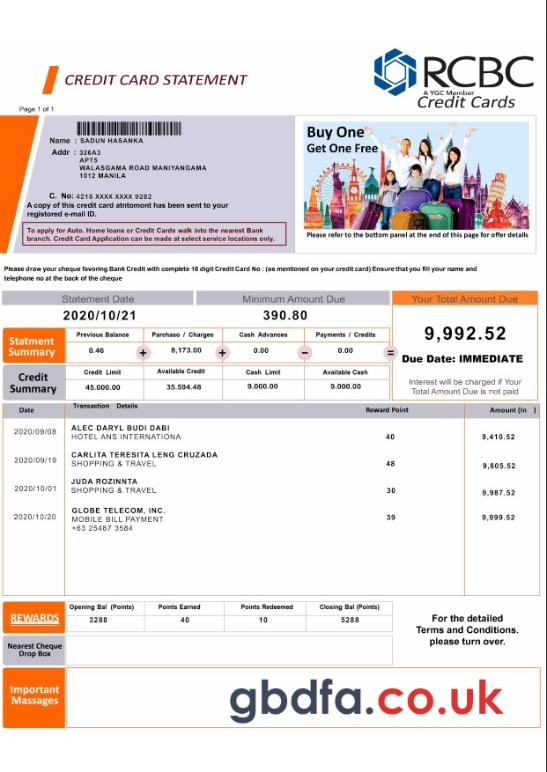 CREDIT CARD STATEMENT
RCBC
A YGC Member
Credit Cards
Page 1 of 1
Name : SADUN HASANKA
Addr : 326A3
APT5
WALASGAMA ROAD MANIYANGAMA
1012 MANILA
C. No: 4216 XXXX XXXX 9282
A copy of this credit card atntomont has been sent to your
registored e-mail ID.
To apply for Auto. Home loans or Credit Cards walk into the nearest Bank
branch. Credit Card Application can be made at select service locations only.
Buy One
Get One Free
Please refer to the bottom panel at the end of this page for offer details
Please draw your cheque favoring Bank Credit with complete 16 digit Credit Card No : (as mentioned on your credit card) Ensure that you fill your name and
telephone no at the back of the cheque
Statement Date Minimum Amount Due Your Total Amount Due
2020/10/21 390.80 9,992.52
Statment
Summary
Previous Balance Purchaso / Charges Cash Advances Payments / Credits
0.46 + 8,173.00 + 0.00 – 0.00 =
Due Date: IMMEDIATE
Credit
Summary
Credit Limit Available Credit Cash Limit Available Cash
45.000.00 35.594.48 9.000.00 9.000.00
Interest will be charged if Your
Total Amount Due is not paid
Date Transaction Details Reward Point Amount (In )
2020/09/08 ALEC DARYL BUDI DABI
HOTEL ANS INTERNATIONA 40 9,410.52
2020/09/19 CARLITA TERESITA LENG CRUZADA
SHOPPING & TRAVEL 48 9,805.52
2020/10/01 JUDA ROZINNTA
SHOPPING & TRAVEL 30 9,987.52
2020/10/20 GLOBE TELECOM, INC.
MOBILE BILL PAYMENT 39 9,999.52
+63 25487 3584
REWARDS
Opening Bal (Points) Points Earned Points Redeemed Closing Bal (Points)
3288 40 10 5288
For the detailed
Terms and Conditions.
please turn over.
Nearest Cheque
Drop Box
Important
Massages
gbdfa.co.uk